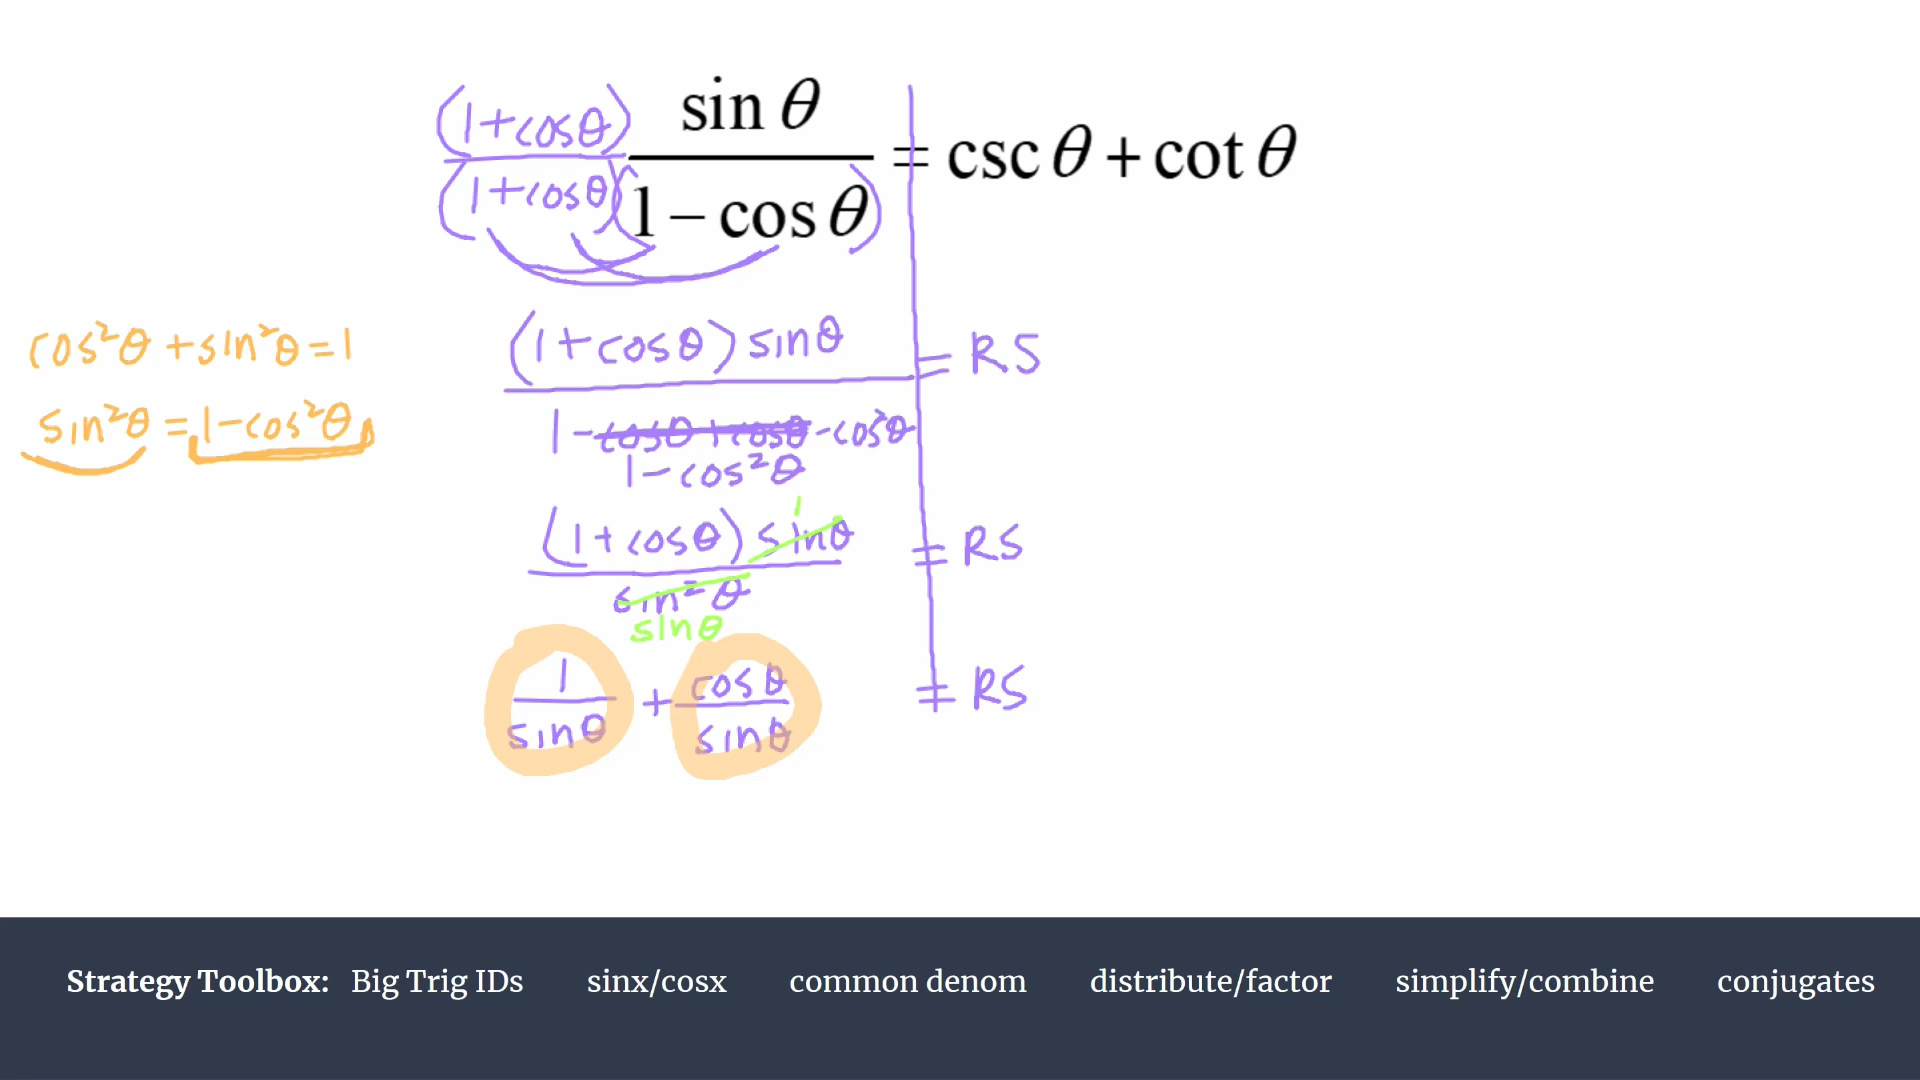 (1+cosθ) sin θ = csc θ + cot θ
(1+cosθ)(1 − cos θ)
(1+cosθ) sinθ = RS
cos²θ + sin²θ = 1
1 - cosθ + cosθ - cos²θ
sin²θ = 1 - cos²θ
1 - cos²θ
1
(1 + cosθ) sinθ = RS
sin²θ
sinθ
1 + cosθ = RS
sinθ sinθ
Strategy Toolbox: Big Trig IDs sinx/cosx common denom distribute/factor simplify/combine conjugates